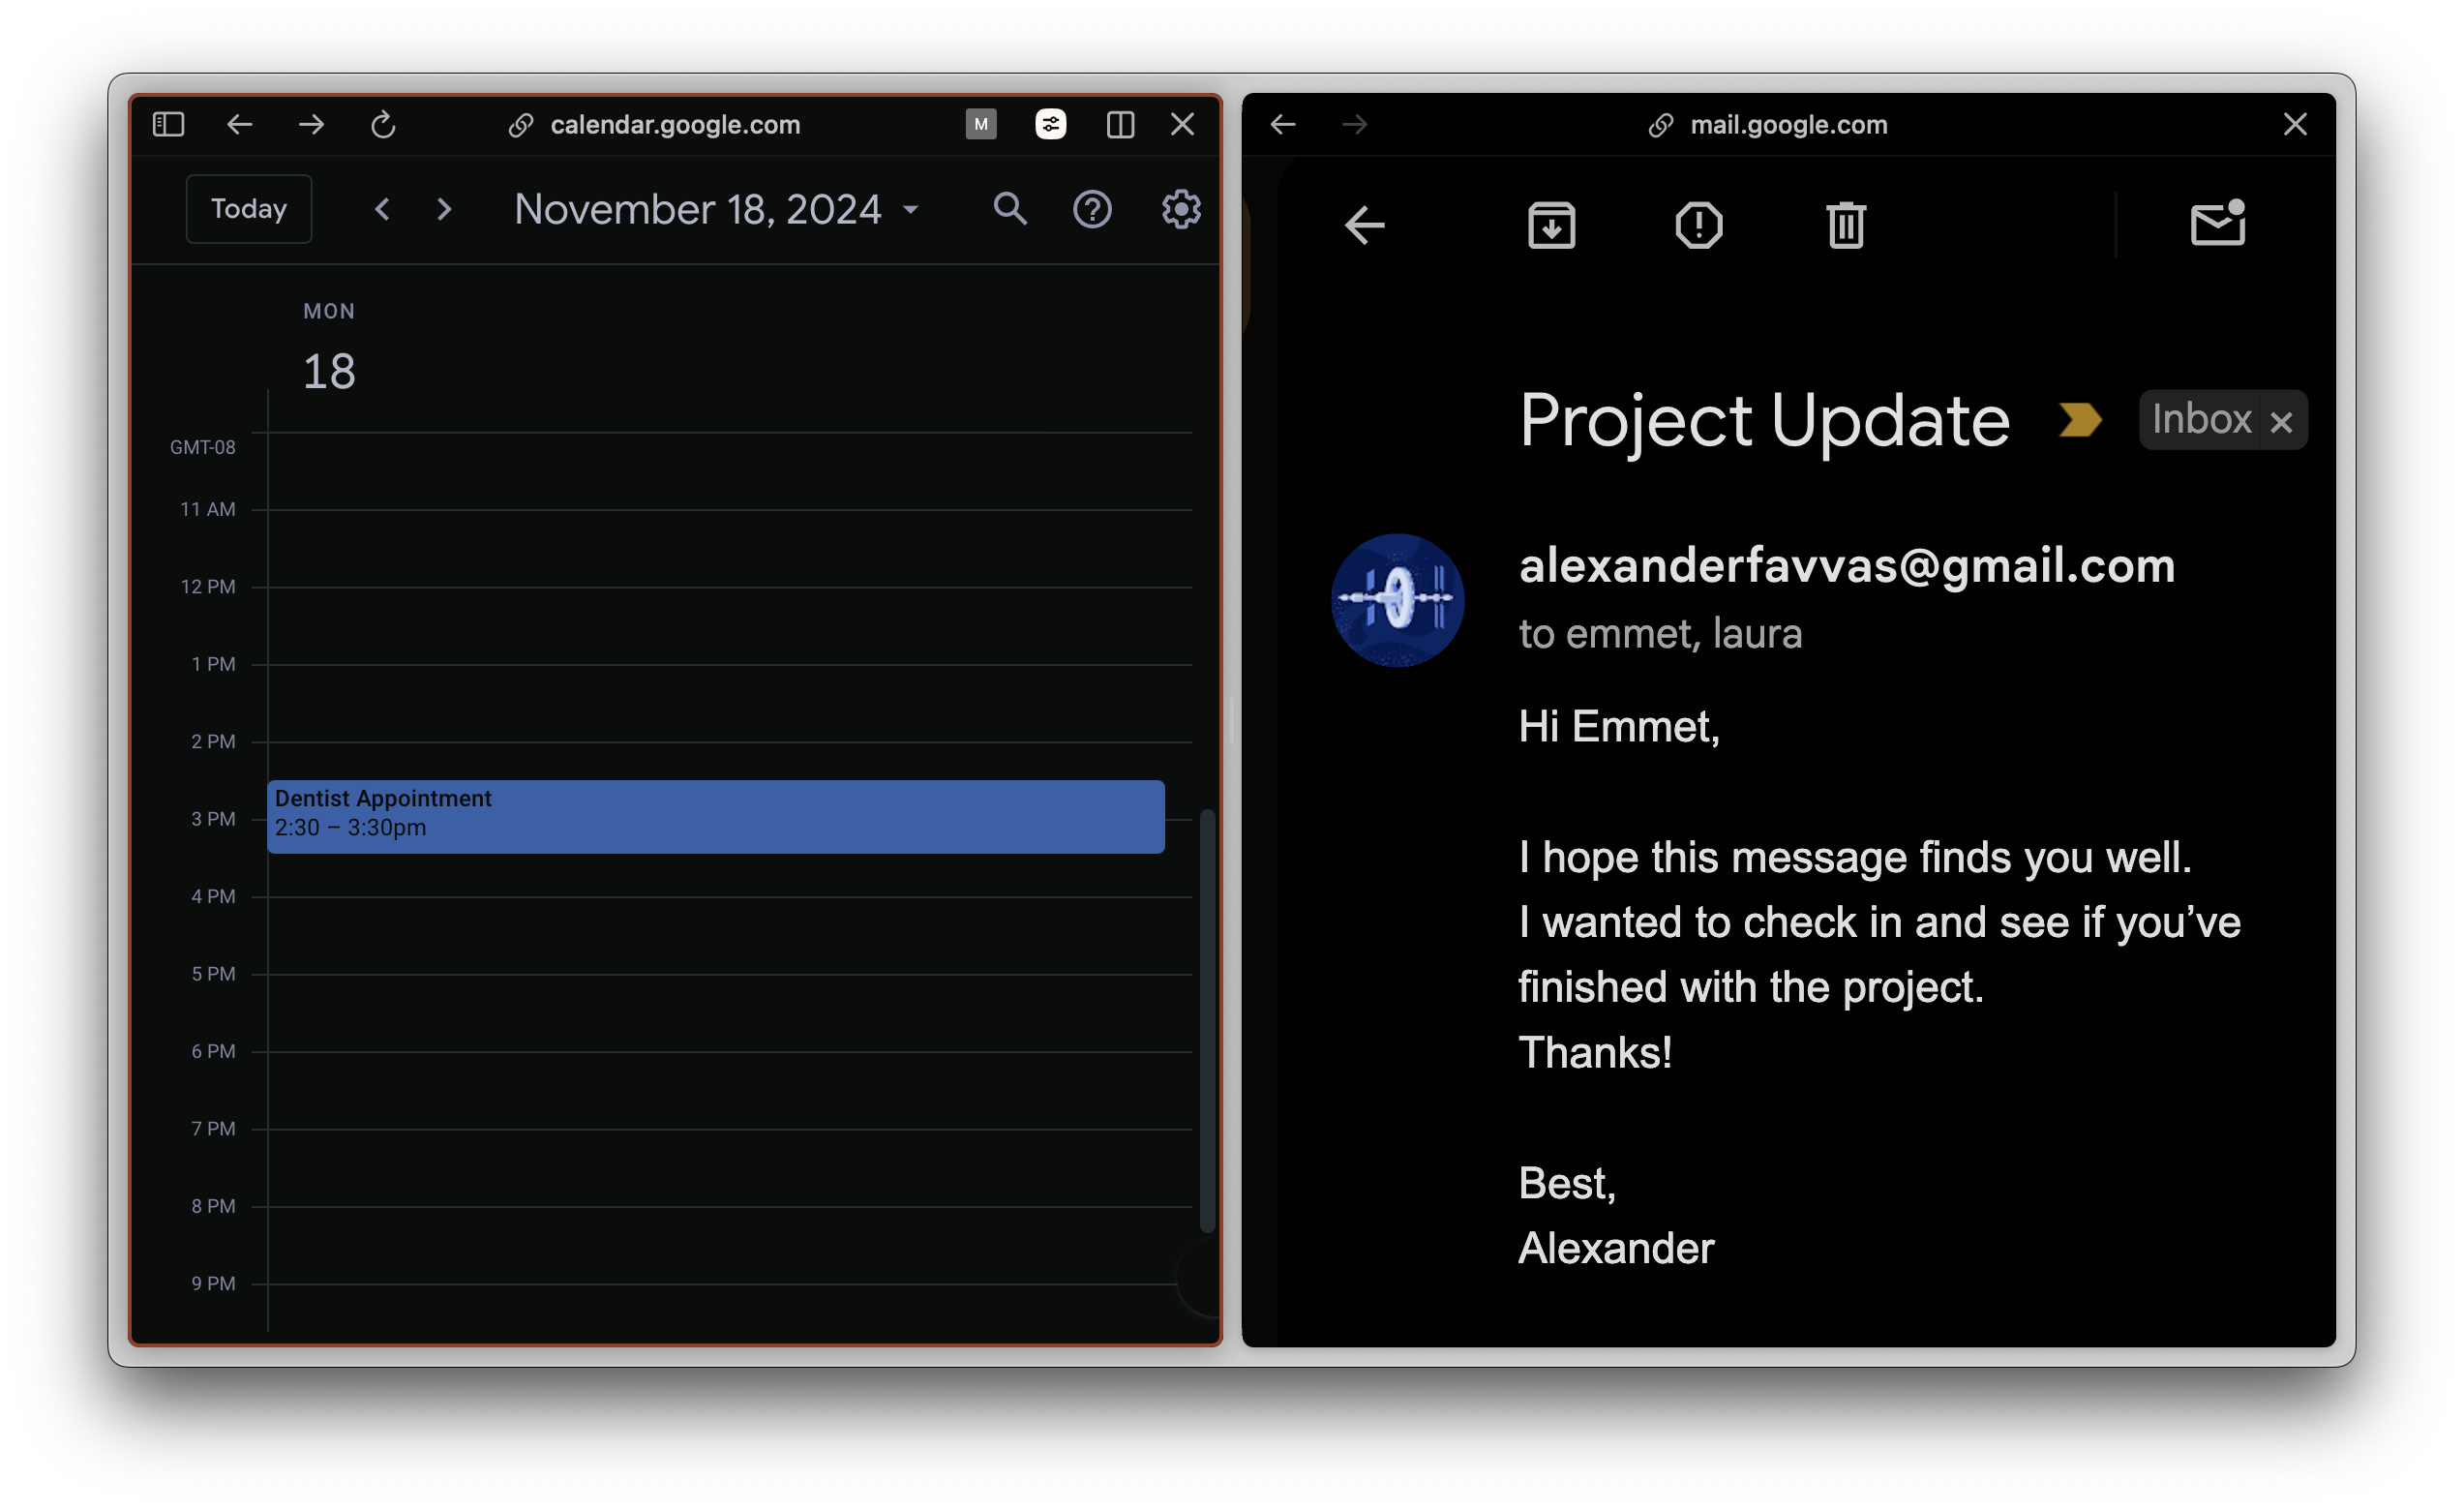 calendar.google.com
M
Today
November 18, 2024
MON
18
GMT-08
11 AM
12 PM
1 PM
2 PM
Dentist Appointment
2:30 – 3:30pm
3 PM
4 PM
5 PM
6 PM
7 PM
8 PM
9 PM
mail.google.com
Project Update
Inbox
alexanderfavvas@gmail.com
to emmet, laura
Hi Emmet,
I hope this message finds you well.
I wanted to check in and see if you’ve
finished with the project.
Thanks!
Best,
Alexander